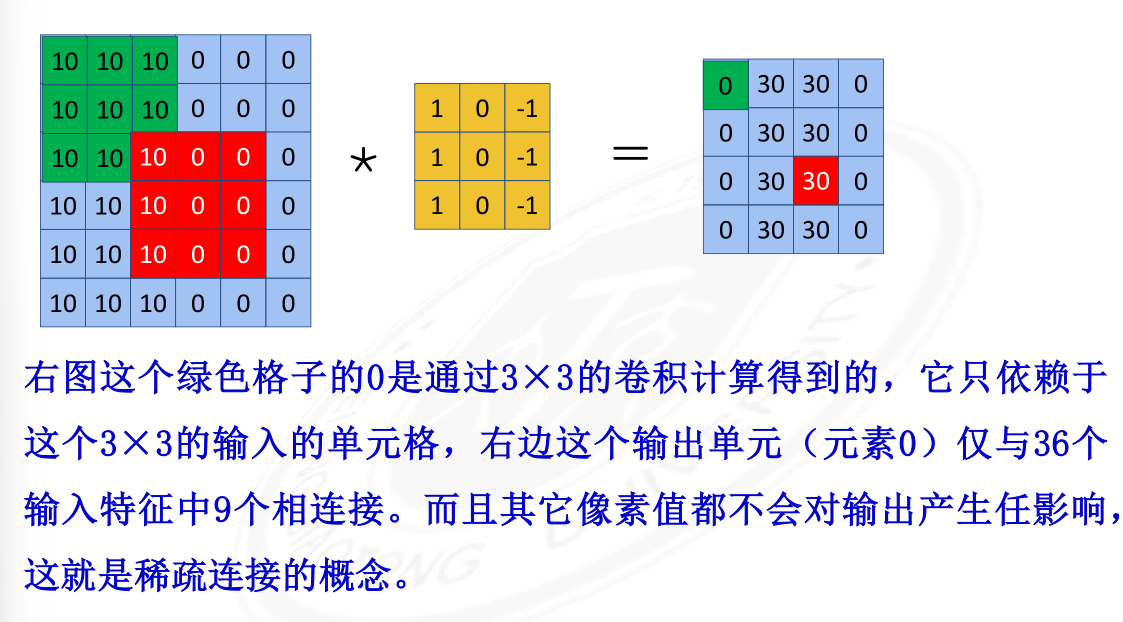 10 10 10 0 0 0
10 10 10 0 0 0
10 10 10 0 0 0
10 10 10 0 0 0
10 10 10 0 0 0
10 10 10 0 0 0
*
1 0 -1
1 0 -1
1 0 -1
=
0 30 30 0
0 30 30 0
0 30 30 0
0 30 30 0
右图这个绿色格子的0是通过3×3的卷积计算得到的，它只依赖于
这个3×3的输入的单元格，右边这个输出单元（元素0）仅与36个
输入特征中9个相连接。而且其它像素值都不会对输出产生任影响，
这就是稀疏连接的概念。